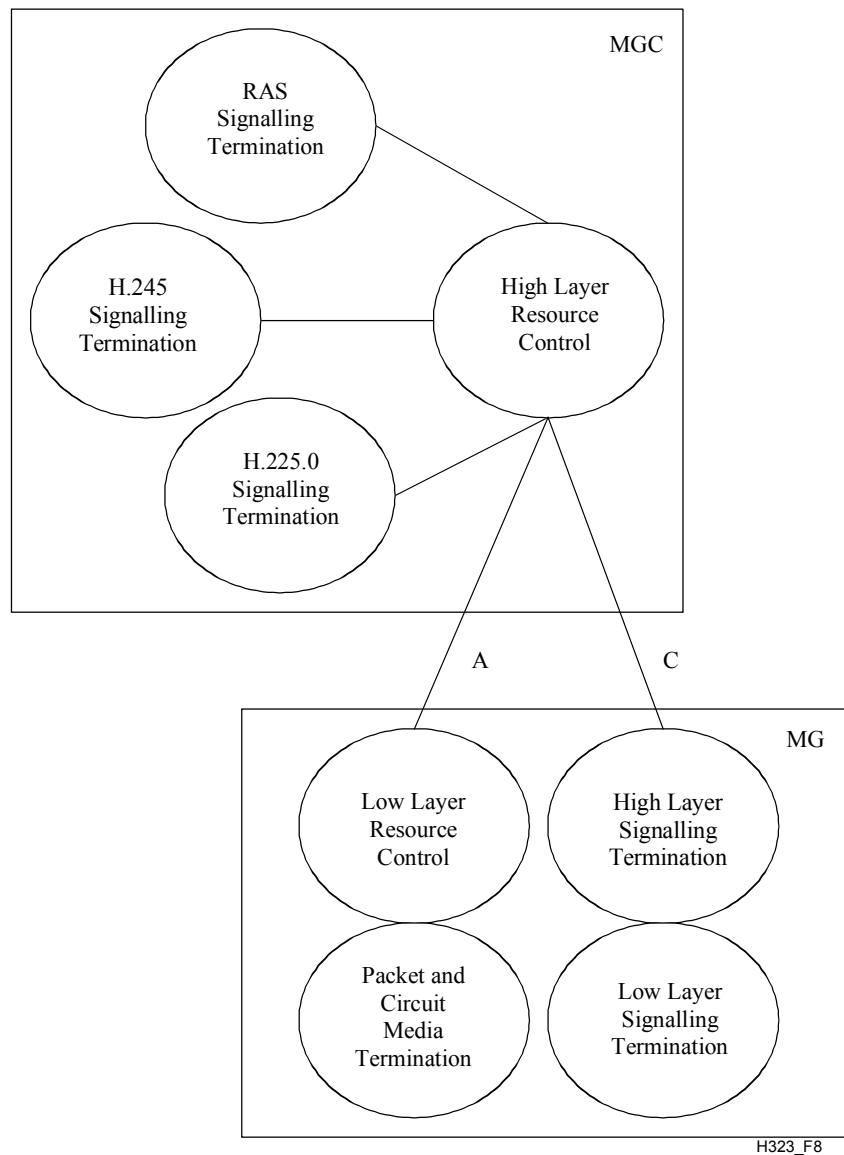 MGC
RAS
Signalling
Termination
H.245
Signalling
Termination
High Layer
Resource
Control
H.225.0
Signalling
Termination
A
C
MG
Low Layer
Resource
Control
High Layer
Signalling
Termination
Packet and
Circuit
Media
Termination
Low Layer
Signalling
Termination
H323_F8